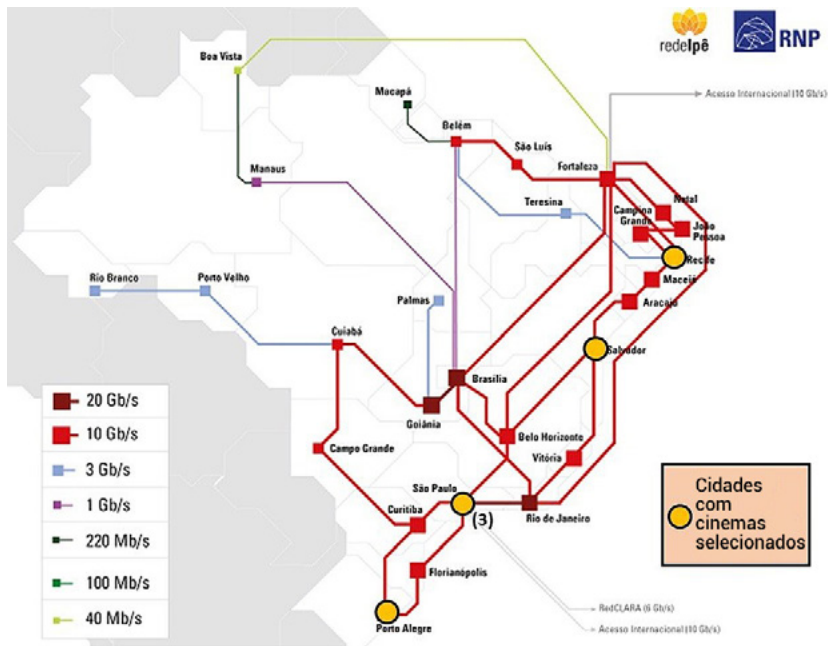 redeIpê
RNP
Boa Vista
Acesso Internacional (10 Gb/s)
Macapá
Belém
São Luís
Fortaleza
Manaus
Teresina
Natal
Campina
Grande
João
Pessoa
Recife
Rio Branco
Porto Velho
Maceió
Palmas
Aracajú
Cuiabá
Salvador
Brasília
20 Gb/s
Goiânia
10 Gb/s
Belo Horizonte
Campo Grande
Vitória
3 Gb/s
São Paulo
Cidades
com
cinemas
selecionados
1 Gb/s
Curitiba
(3)
Rio de Janeiro
220 Mb/s
Florianópolis
100 Mb/s
RedCLARA (6 Gb/s)
40 Mb/s
Porto Alegre
Acesso Internacional (10 Gb/s)